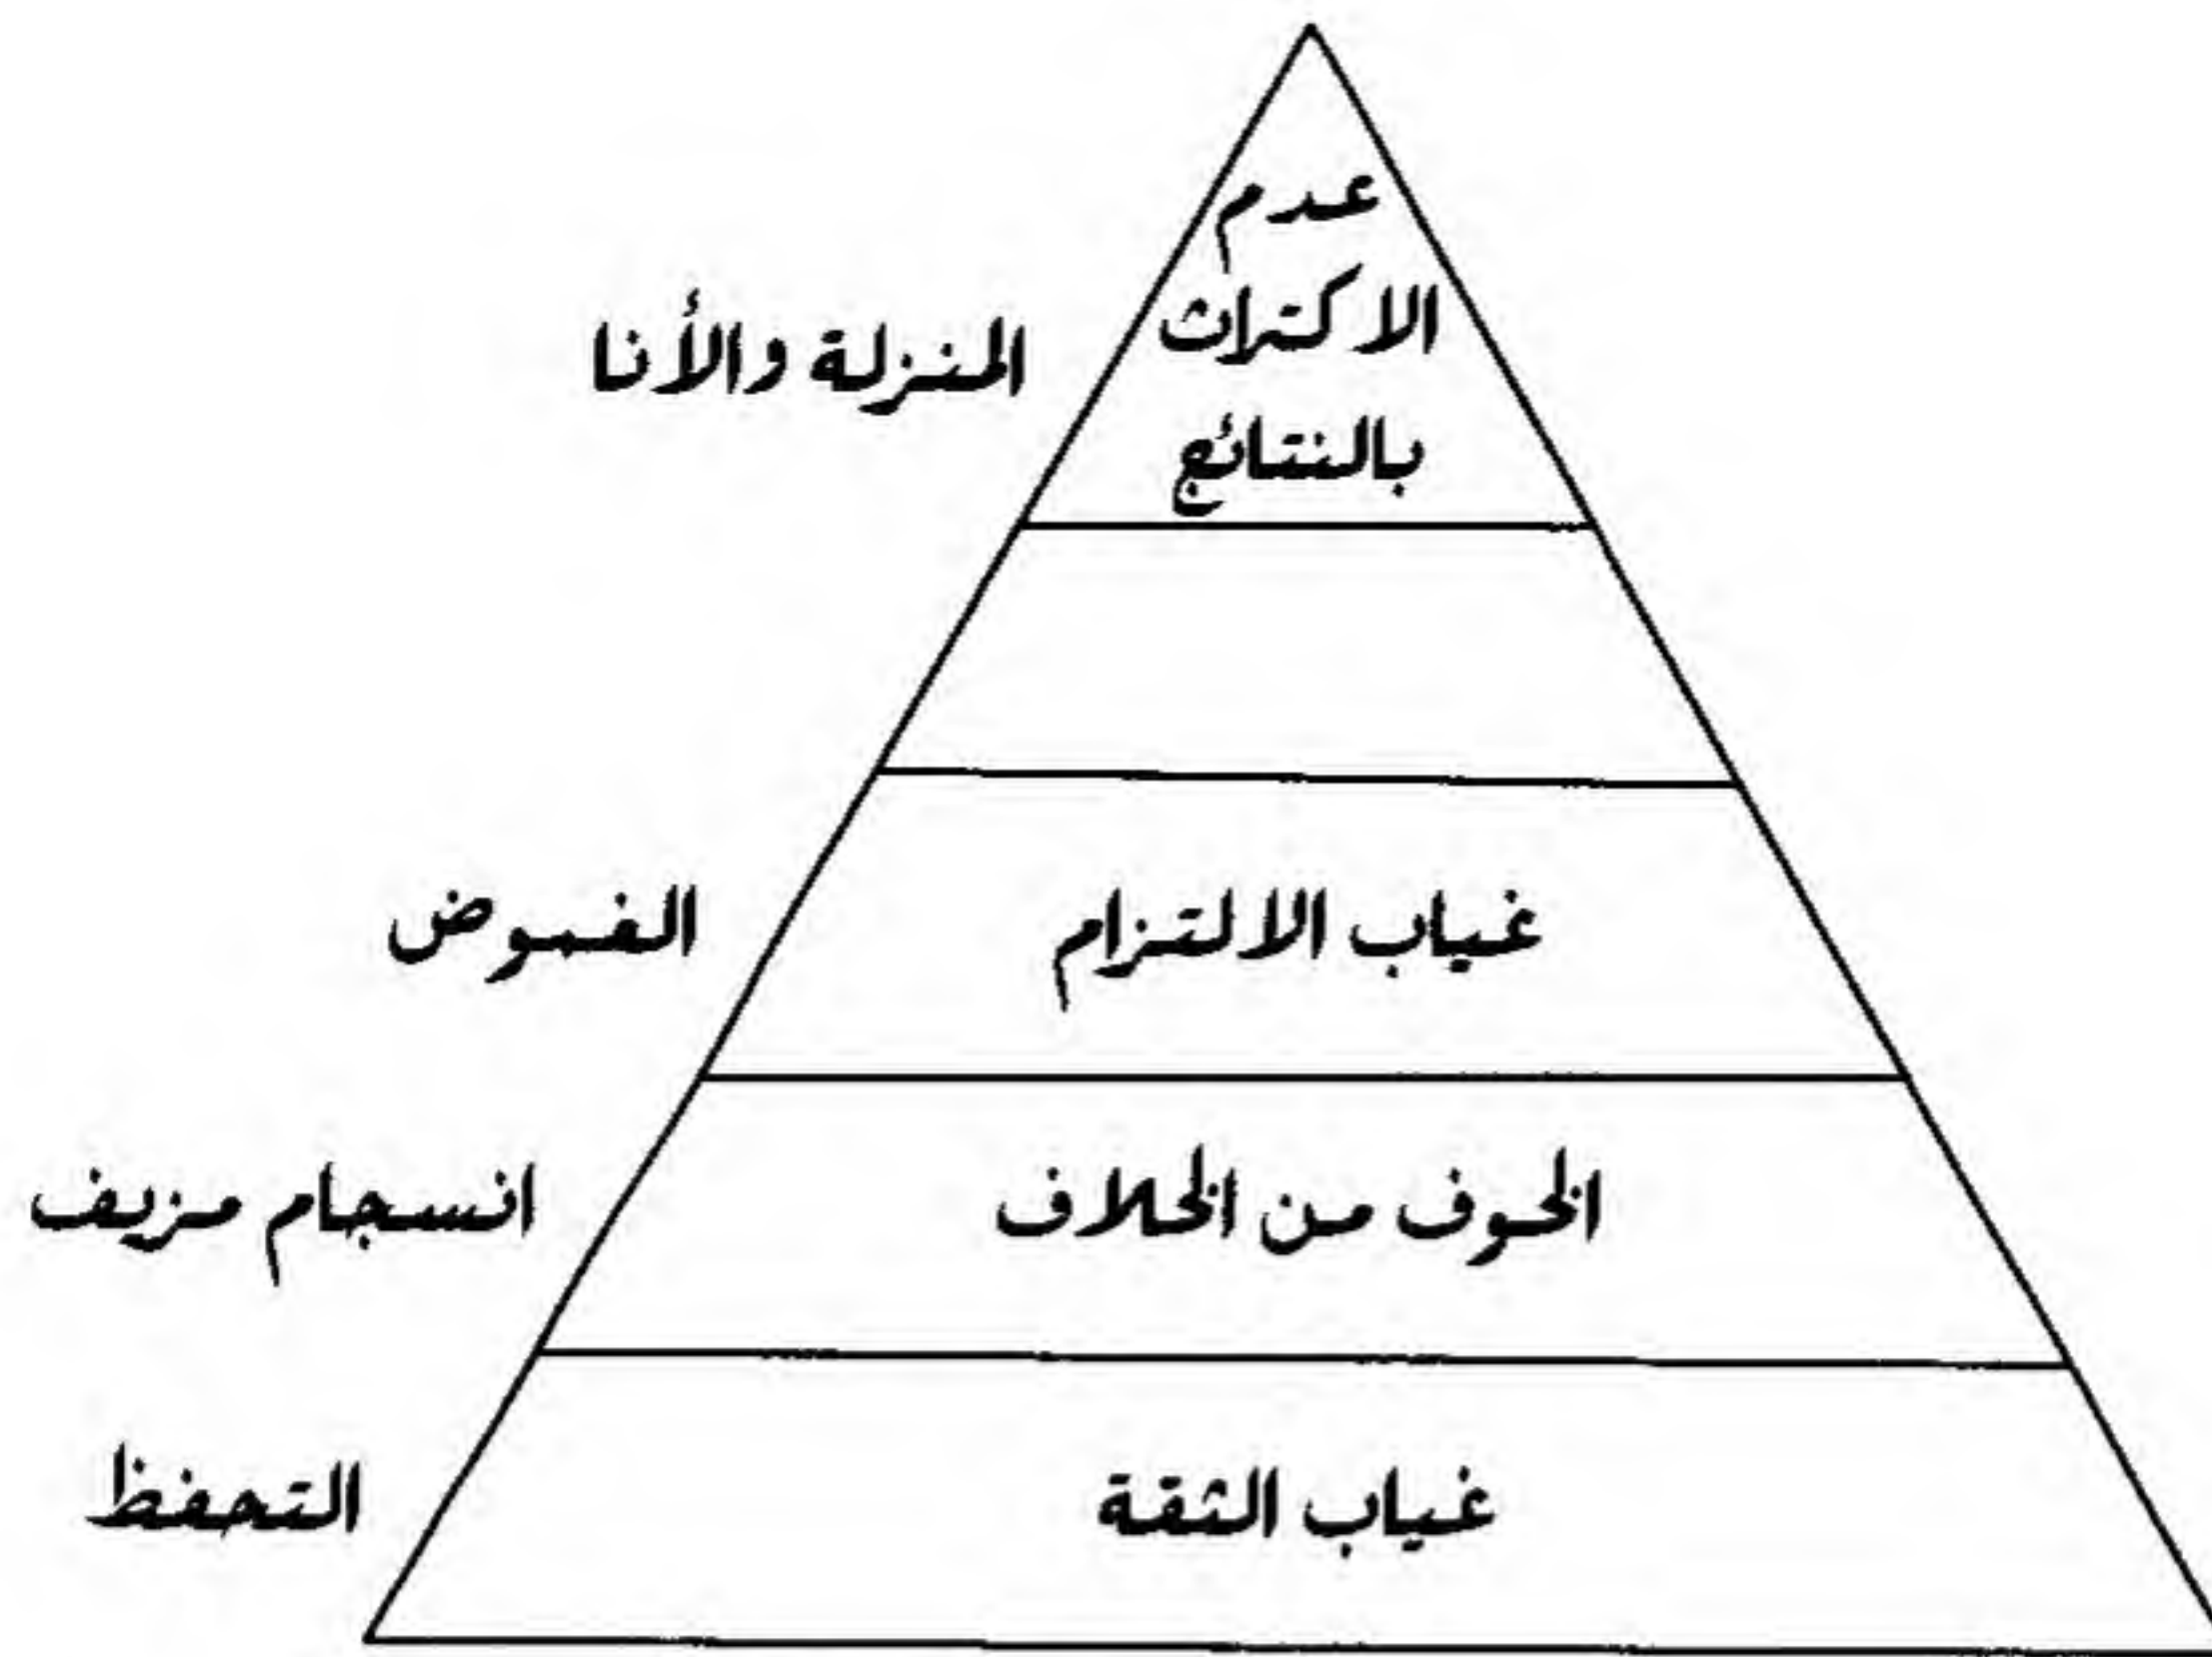 عدم
الاكتراث
بالنتائج
المنزلة والأنا
غياب الالتزام
الغموض
الخوف من الخلاف
انسجام مزيف
غياب الثقة
التحفظ